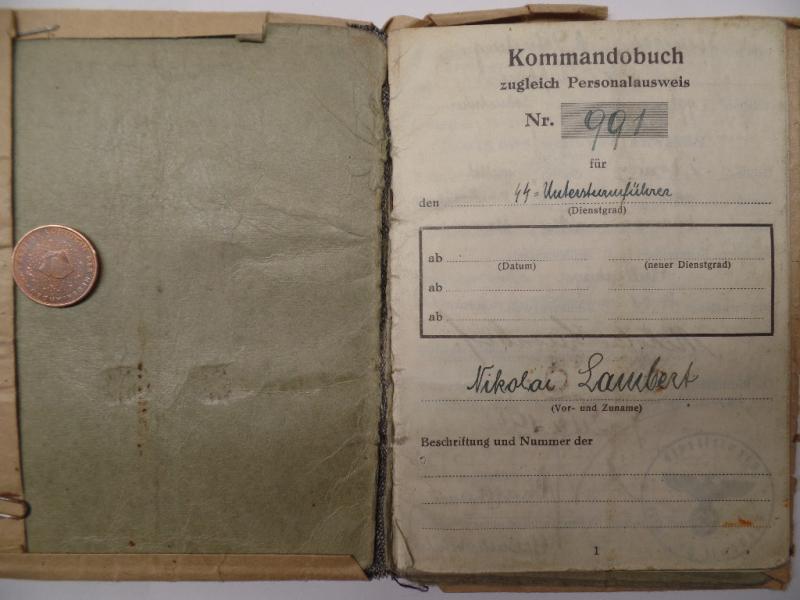 Kommandobuch
zugleich Personalausweis
Nr. 991
für
den ϟϟ-Untersturmführer
(Dienstgrad)
ab
(Datum) (neuer Dienstgrad)
ab
ab
Nikolai Lambert
(Vor- und Zuname)
Beschriftung und Nummer der
1